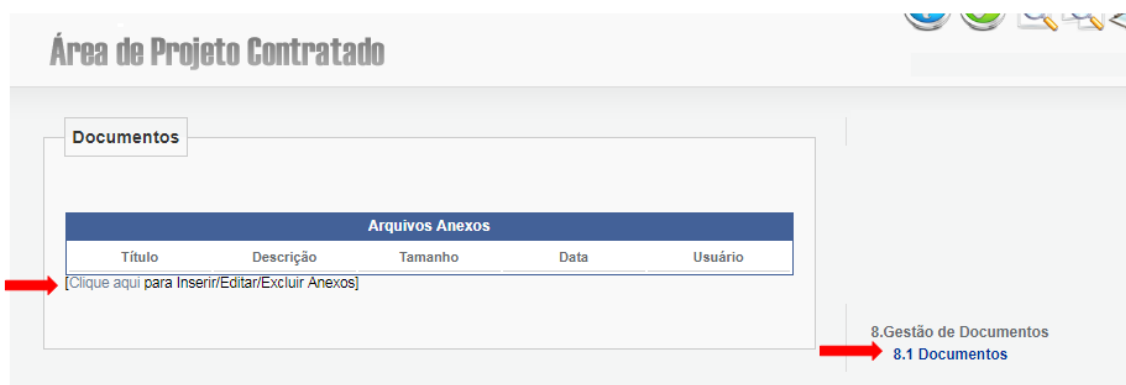 Área de Projeto Contratado
Documentos
Arquivos Anexos
Título Descrição Tamanho Data Usuário
[Clique aqui para Inserir/Editar/Excluir Anexos]
8.Gestão de Documentos
8.1 Documentos